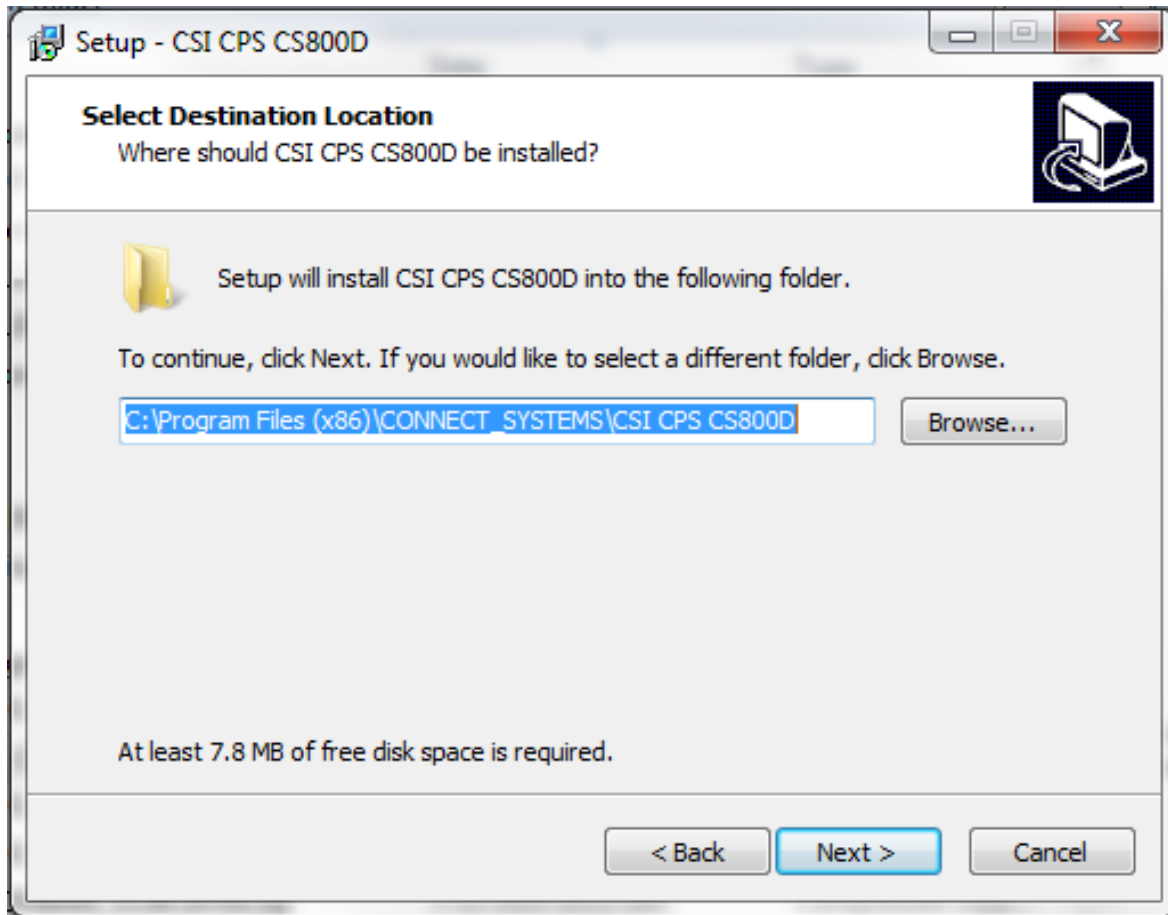 Setup - CSI CPS CS800D
Select Destination Location
Where should CSI CPS CS800D be installed?
Setup will install CSI CPS CS800D into the following folder.
To continue, click Next. If you would like to select a different folder, click Browse.
C:\Program Files (x86)\CONNECT_SYSTEMS\CSI CPS CS800D
Browse...
At least 7.8 MB of free disk space is required.
< Back
Next >
Cancel